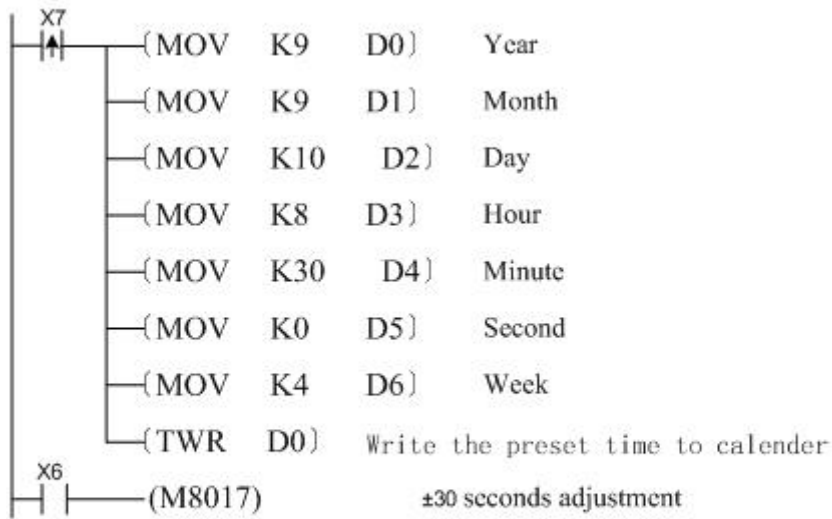 X7
(MOV K9 D0) Year
(MOV K9 D1) Month
(MOV K10 D2) Day
(MOV K8 D3) Hour
(MOV K30 D4) Minute
(MOV K0 D5) Second
(MOV K4 D6) Week
(TWR D0) Write the preset time to calender
X6
(M8017) ±30 seconds adjustment